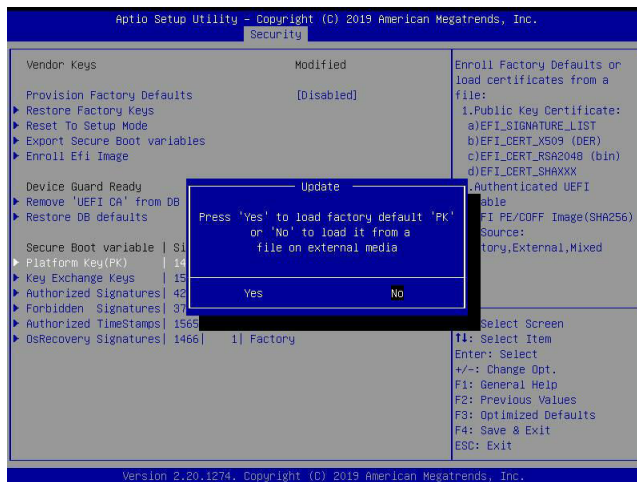 Aptio Setup Utility – Copyright (C) 2019 American Megatrends, Inc.
Security
Vendor Keys Modified
Provision Factory Defaults [Disabled]
Restore Factory Keys
Reset To Setup Mode
Export Secure Boot variables
Enroll Efi Image
Device Guard Ready
Remove 'UEFI CA' from DB
Restore DB defaults
Secure Boot variable | Si
Platform Key(PK) | 14
Key Exchange Keys | 15
Authorized Signatures| 42
Forbidden Signatures| 37
Authorized TimeStamps| 1565
OsRecovery Signatures| 1466| 1| Factory
Update
Press 'Yes' to load factory default 'PK'
or 'No' to load it from a
file on external media
Yes No
Enroll Factory Defaults or
load certificates from a
file:
1.Public Key Certificate:
a)EFI_SIGNATURE_LIST
b)EFI_CERT_X509 (DER)
c)EFI_CERT_RSA2048 (bin)
d)EFI_CERT_SHAXXX
.Authenticated UEFI
able
FI PE/COFF Image(SHA256)
Source:
tory,External,Mixed
Select Screen
↑↓: Select Item
Enter: Select
+/-: Change Opt.
F1: General Help
F2: Previous Values
F3: Optimized Defaults
F4: Save & Exit
ESC: Exit
Version 2.20.1274. Copyright (C) 2019 American Megatrends, Inc.